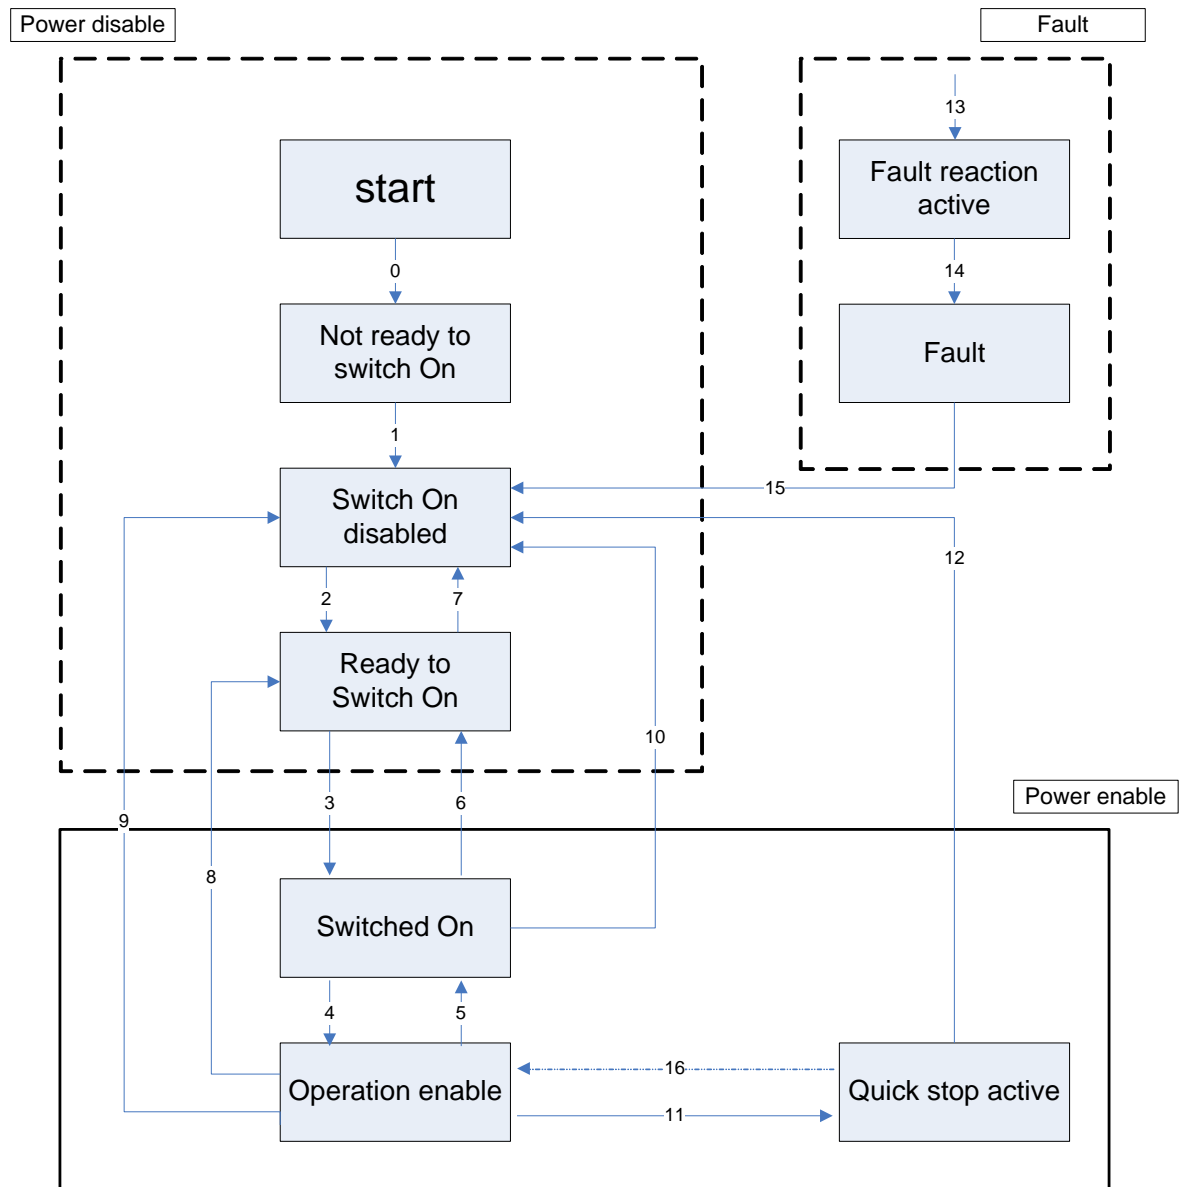 Power disable
Fault
13
start
Fault reaction
active
0
14
Not ready to
switch On
Fault
1
Switch On
disabled
15
12
2
7
Ready to
Switch On
10
Power enable
3
6
9
8
Switched On
4
5
16
Operation enable
Quick stop active
11